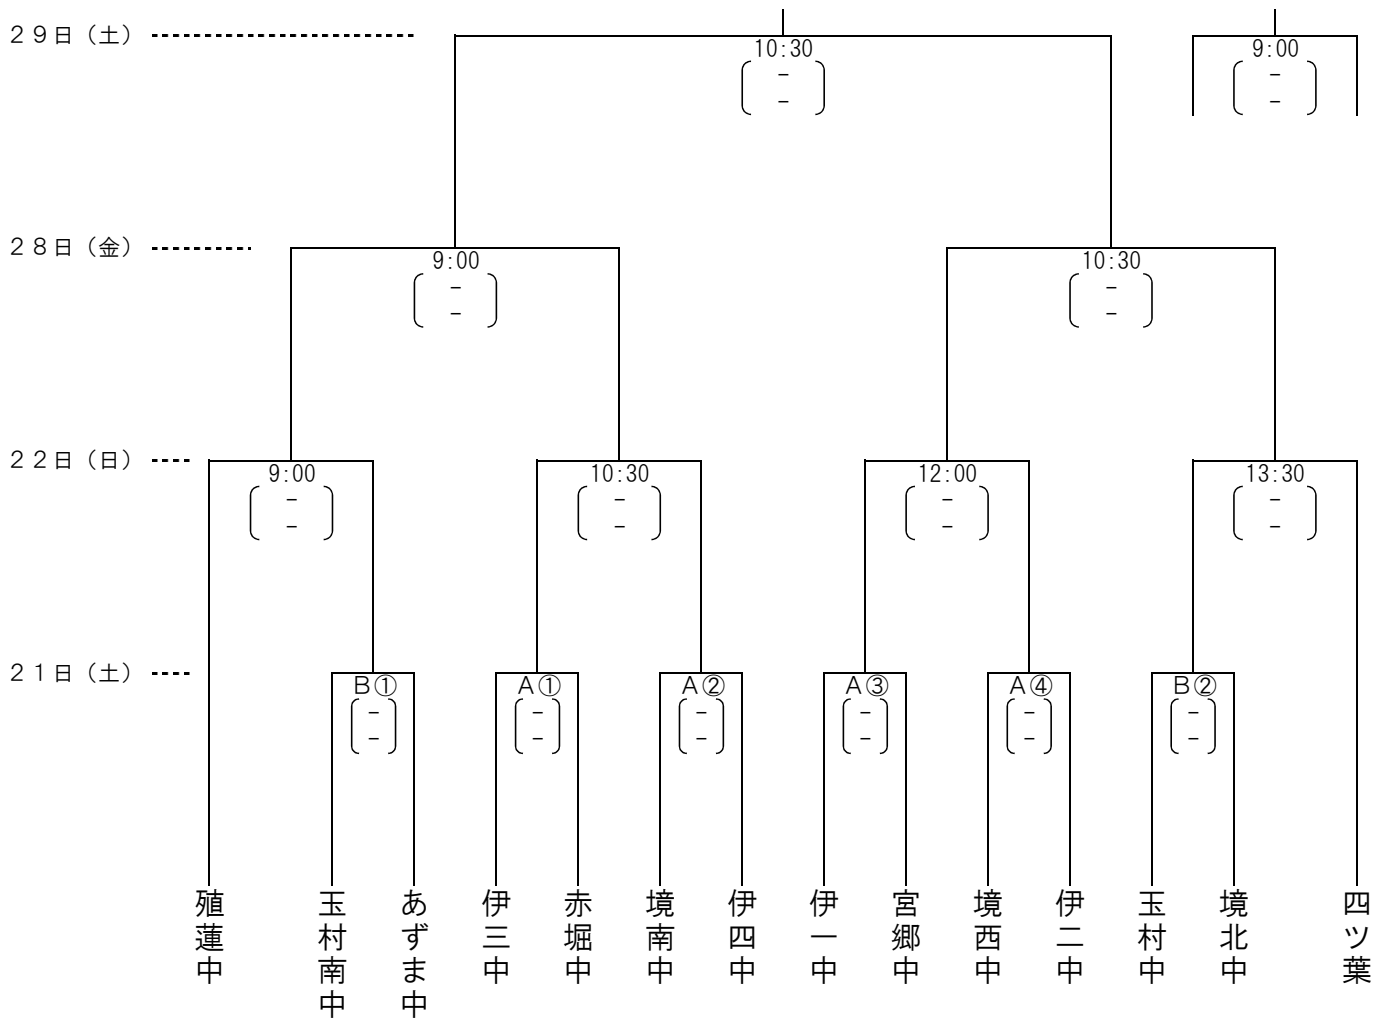 29日（土）
10:30
9:00
-
-
-
-
28日（金）
9:00
10:30
-
-
-
-
22日（日）
9:00
10:30
12:00
13:30
-
-
-
-
-
-
-
-
21日（土）
B①
A①
A②
A③
A④
B②
-
-
-
-
-
-
-
-
-
-
-
-
殖蓮中
玉村南中
あずま中
伊三中
赤堀中
境南中
伊四中
伊一中
宮郷中
境西中
伊二中
玉村中
境北中
四ツ葉